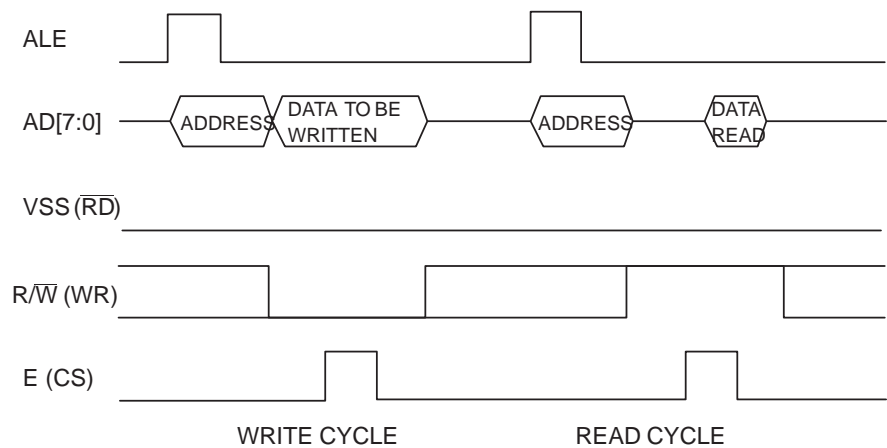 ALE
AD[7:0]
ADDRESS
DATA TO BE
WRITTEN
ADDRESS
DATA
READ
VSS (R̅D̅)
R/W̅ (WR)
E (CS)
WRITE CYCLE
READ CYCLE